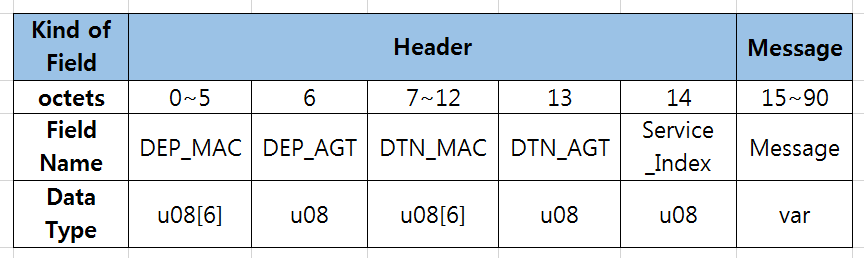 Kind of Field Header Message
octets 0~5 6 7~12 13 14 15~90
Field Name DEP_MAC DEP_AGT DTN_MAC DTN_AGT Service _Index Message
Data Type u08[6] u08 u08[6] u08 u08 var